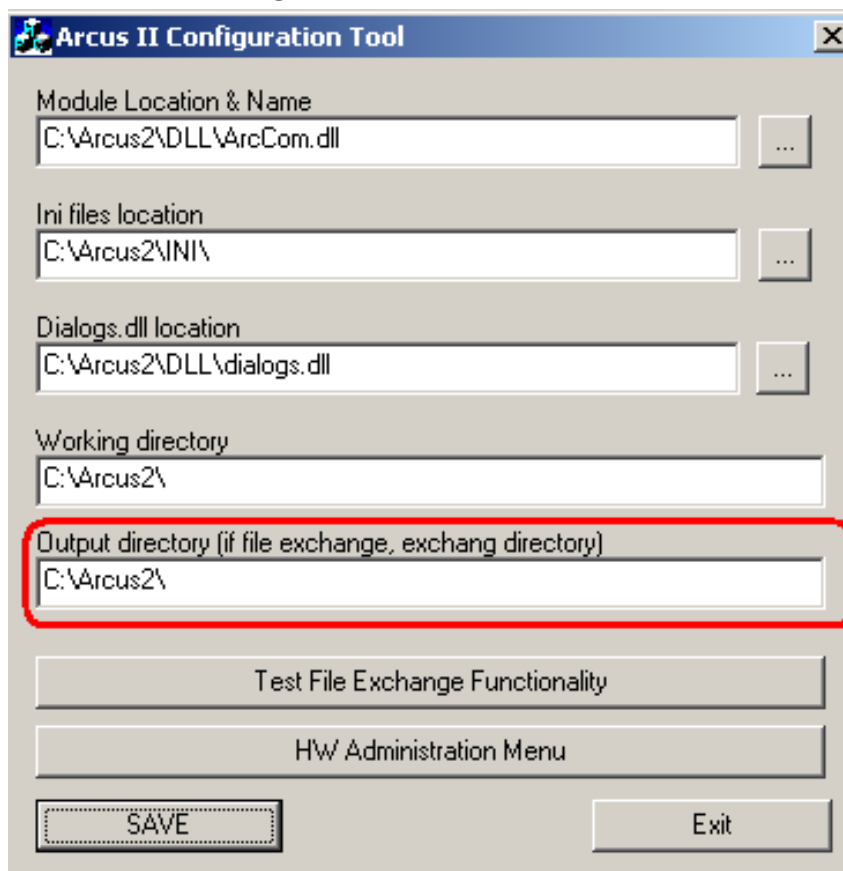 Arcus II Configuration Tool
Module Location & Name
C:\Arcus2\DLL\ArcCom.dll
...
Ini files location
C:\Arcus2\INI\
...
Dialogs.dll location
C:\Arcus2\DLL\dialogs.dll
...
Working directory
C:\Arcus2\
Output directory (if file exchange, exchang directory)
C:\Arcus2\
Test File Exchange Functionality
HW Administration Menu
SAVE
Exit